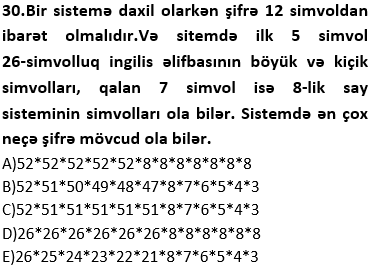 30.Bir sistemə daxil olarkən şifrə 12 simvoldan
ibarət olmalıdır.Və sitemdə ilk 5 simvol
26-simvolluq ingilis əlifbasının böyük və kiçik
simvolları, qalan 7 simvol isə 8-lik say
sisteminin simvolları ola bilər. Sistemdə ən çox
neçə şifrə mövcud ola bilər.
A)52*52*52*52*52*8*8*8*8*8*8*8
B)52*51*50*49*48*47*8*7*6*5*4*3
C)52*51*51*51*51*51*8*7*6*5*4*3
D)26*26*26*26*26*26*8*8*8*8*8*8
E)26*25*24*23*22*21*8*7*6*5*4*3